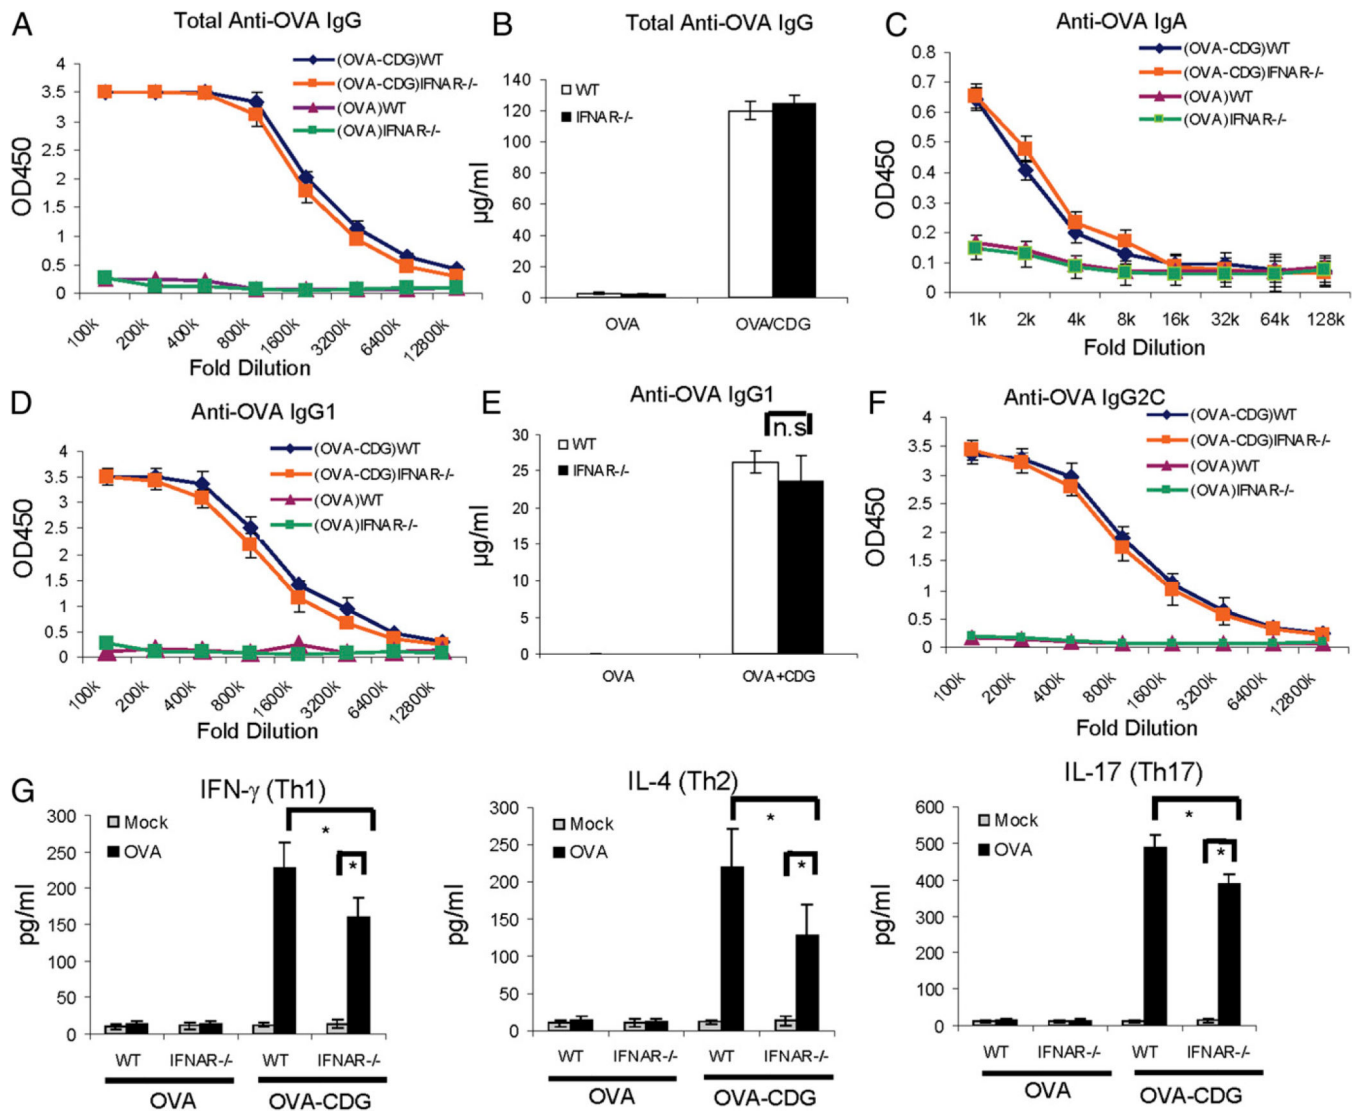 A
Total Anti-OVA IgG
(OVA-CDG)WT
(OVA-CDG)IFNAR-/-
(OVA)WT
(OVA)IFNAR-/-
OD450
4
3.5
3
2.5
2
1.5
1
0.5
0
100k
200k
400k
800k
1600k
3200k
6400k
12800k
Fold Dilution
B
Total Anti-OVA IgG
WT
IFNAR-/-
µg/ml
140
120
100
80
60
40
20
0
OVA
OVA/CDG
C
Anti-OVA IgA
(OVA-CDG)WT
(OVA-CDG)IFNAR-/-
(OVA)WT
(OVA)IFNAR-/-
OD450
0.8
0.7
0.6
0.5
0.4
0.3
0.2
0.1
0
1k
2k
4k
8k
16k
32k
64k
128k
Fold Dilution
D
Anti-OVA IgG1
(OVA-CDG)WT
(OVA-CDG)IFNAR-/-
(OVA)WT
(OVA)IFNAR-/-
OD450
4
3.5
3
2.5
2
1.5
1
0.5
0
100k
200k
400k
800k
1600k
3200k
6400k
12800k
Fold Dilution
E
Anti-OVA IgG1
WT
IFNAR-/-
n.s
µg/ml
30
25
20
15
10
5
0
OVA
OVA+CDG
F
Anti-OVA IgG2C
(OVA-CDG)WT
(OVA-CDG)IFNAR-/-
(OVA)WT
(OVA)IFNAR-/-
OD450
4
3.5
3
2.5
2
1.5
1
0.5
0
100k
200k
400k
800k
1600k
3200k
6400k
12800k
Fold Dilution
G
IFN-γ (Th1)
Mock
OVA
*
*
pg/ml
300
250
200
150
100
50
0
WT IFNAR-/- WT IFNAR-/-
OVA OVA-CDG
IL-4 (Th2)
Mock
OVA
*
*
pg/ml
300
250
200
150
100
50
0
WT IFNAR-/- WT IFNAR-/-
OVA OVA-CDG
IL-17 (Th17)
Mock
OVA
*
*
pg/ml
600
500
400
300
200
100
0
WT IFNAR-/- WT IFNAR-/-
OVA OVA-CDG